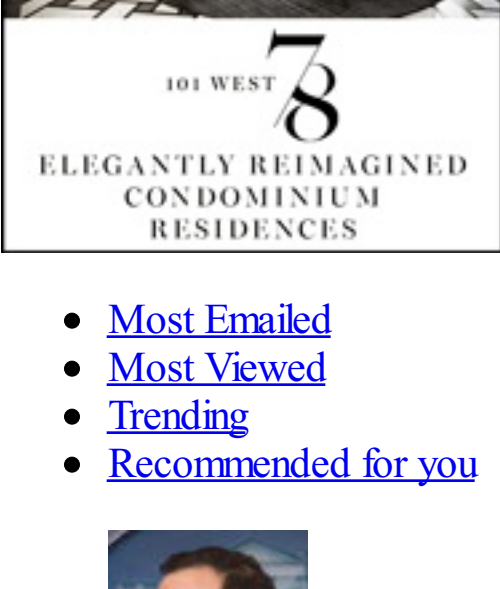 101 WEST 78
ELEGANTLY REIMAGINED
CONDOMINIUM
RESIDENCES
Most Emailed
Most Viewed
Trending
Recommended for you